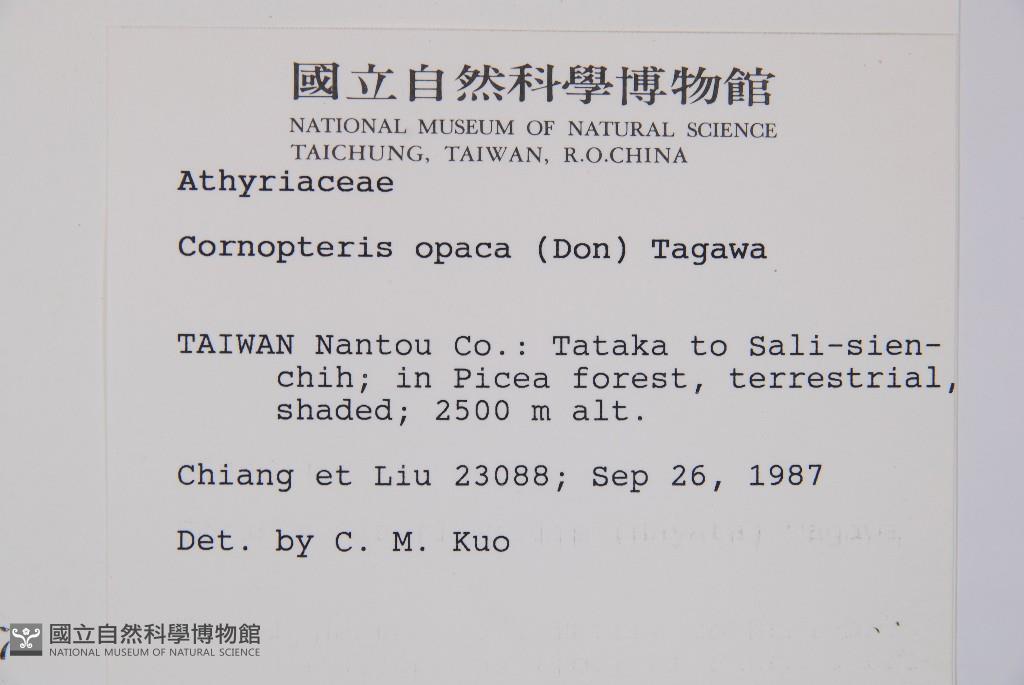 國立自然科學博物館
NATIONAL MUSEUM OF NATURAL SCIENCE
TAICHUNG, TAIWAN, R.O.CHINA
Athyriaceae
Cornopteris opaca (Don) Tagawa
TAIWAN Nantou Co.: Tataka to Sali-sien-
chih; in Picea forest, terrestrial,
shaded; 2500 m alt.
Chiang et Liu 23088; Sep 26, 1987
Det. by C. M. Kuo
國立自然科學博物館
NATIONAL MUSEUM OF NATURAL SCIENCE